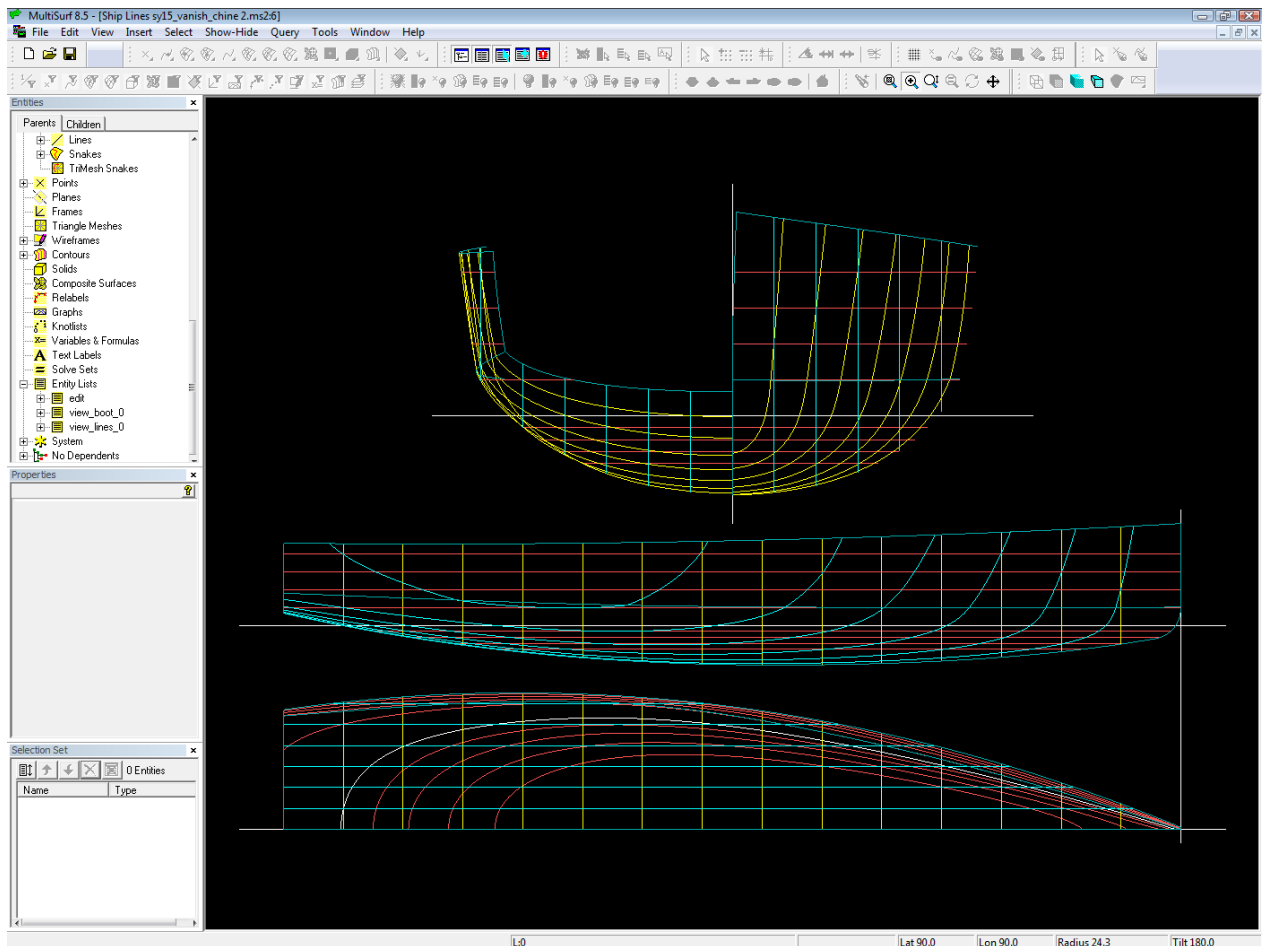 MultiSurf 8.5 - [Ship Lines sy15_vanish_chine 2.ms2:6]
File Edit View Insert Select Show-Hide Query Tools Window Help
Entities
Parents Children
Lines
Snakes
TriMesh Snakes
Points
Planes
Frames
Triangle Meshes
Wireframes
Contours
Solids
Composite Surfaces
Relabels
Graphs
Knotlists
Variables & Formulas
Text Labels
Solve Sets
Entity Lists
edit
view_boot_0
view_lines_0
System
No Dependents
Properties
Selection Set
0 Entities
Name Type
L:0 Lat 90.0 Lon 90.0 Radius 24.3 Tilt 180.0